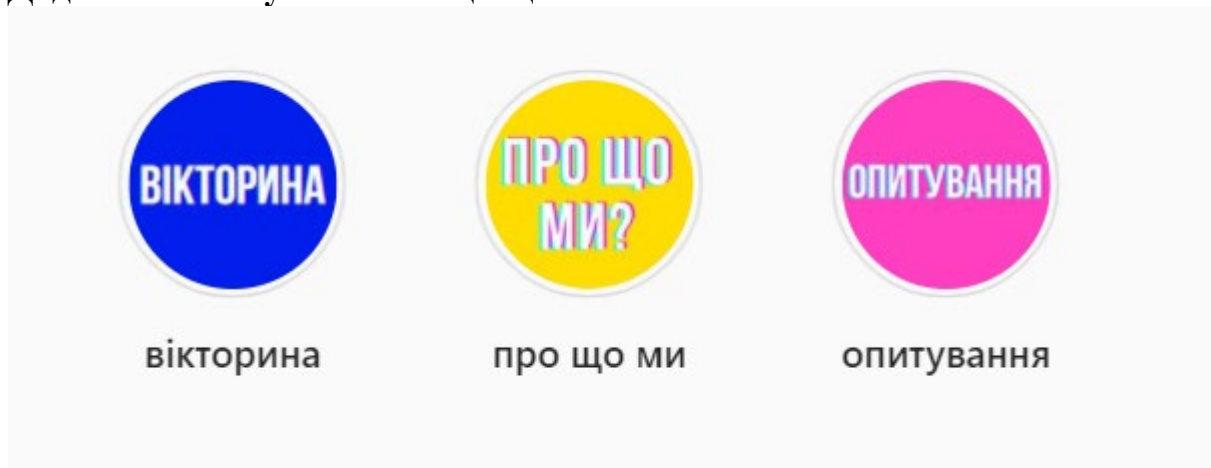 ВІКТОРИНА
ПРО ЩО
МИ?
ОПИТУВАННЯ
вікторина
про що ми
опитування